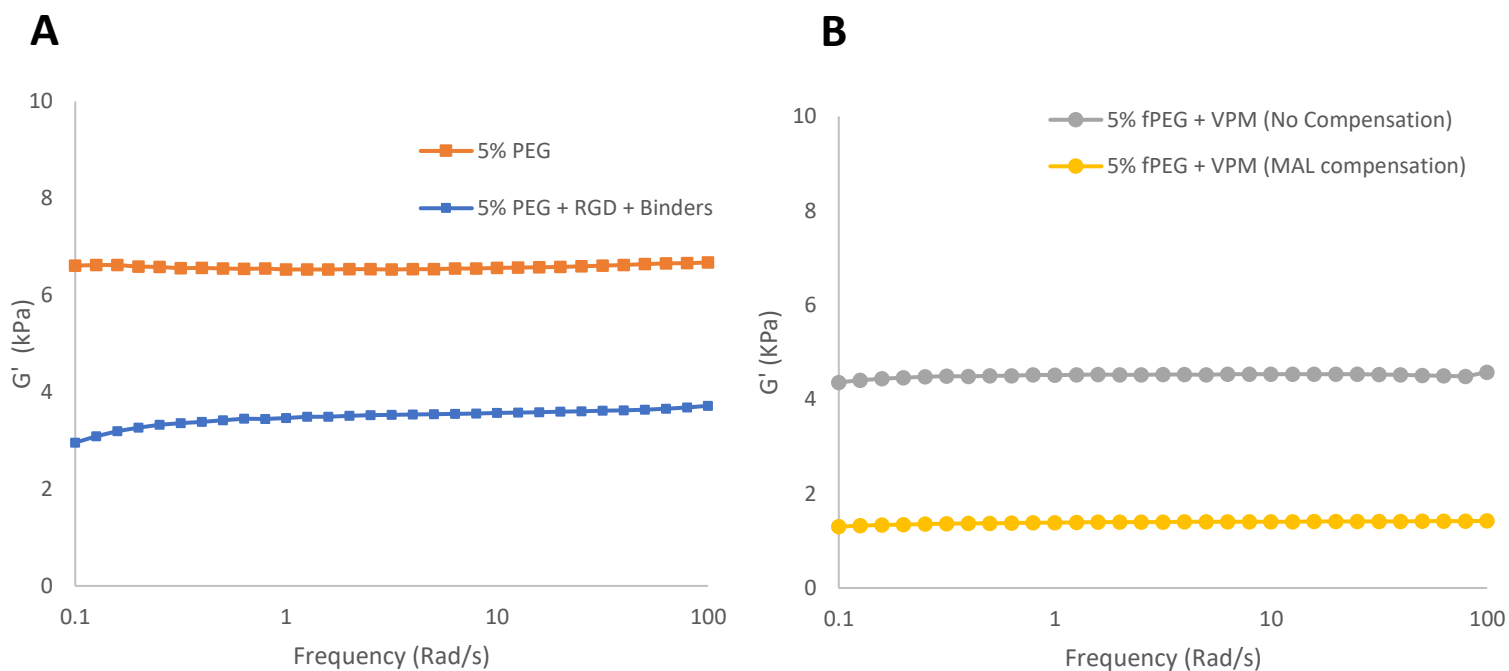 A
10
8
6
4
2
0
G' (kPa)
5% PEG
5% PEG + RGD + Binders
0.1 1 10 100
Frequency (Rad/s)
B
10
8
6
4
2
0
G' (KPa)
5% fPEG + VPM (No Compensation)
5% fPEG + VPM (MAL compensation)
0.1 1 10 100
Frequency (Rad/s)